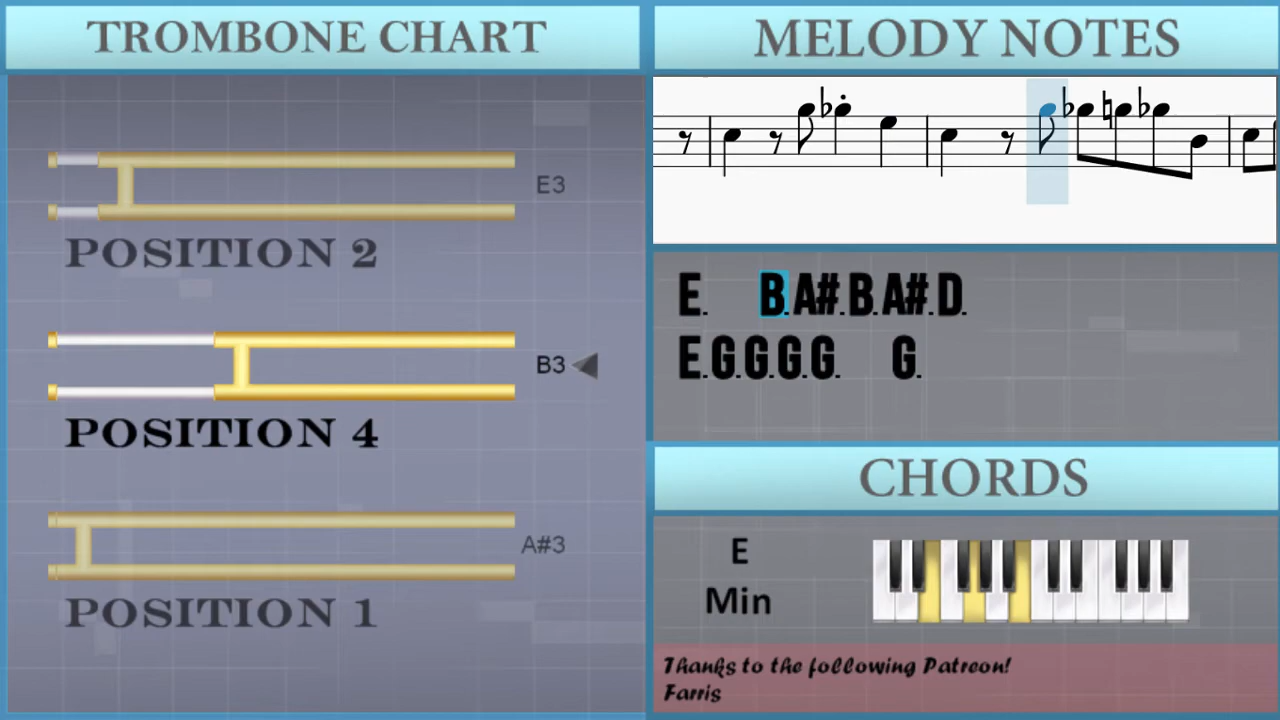 TROMBONE CHART
E3
POSITION 2
B3
POSITION 4
A#3
POSITION 1
MELODY NOTES
E. B.A#.B.A#.D.
E.G.G.G.G. G.
CHORDS
E
Min
Thanks to the following Patreon!
Farris